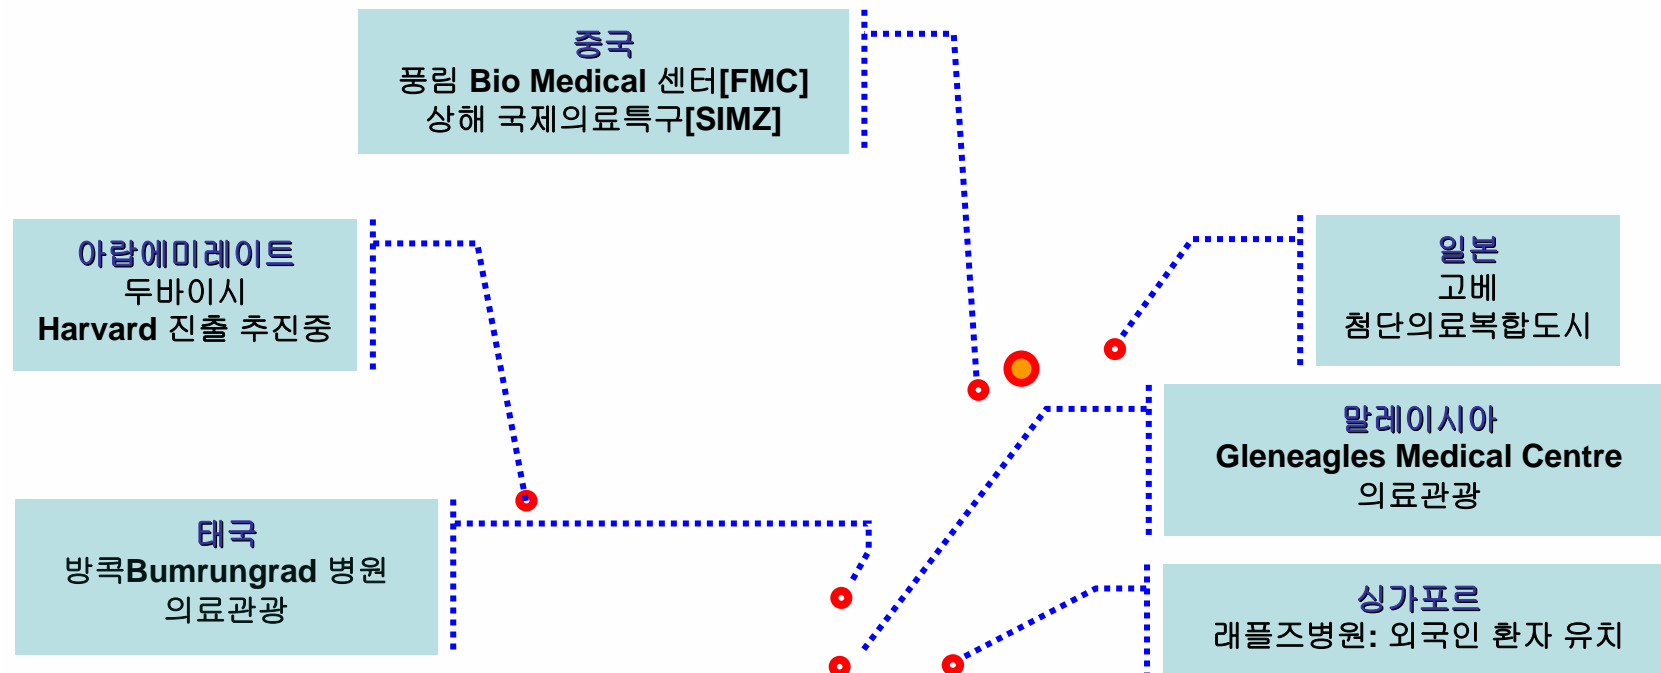 중국
풍림 Bio Medical 센터[FMC]
상해 국제의료특구[SIMZ]
아랍에미레이트
두바이시
Harvard 진출 추진중
일본
고베
첨단의료복합도시
말레이시아
Gleneagles Medical Centre
의료관광
태국
방콕Bumrungrad 병원
의료관광
싱가포르
래플즈병원: 외국인 환자 유치